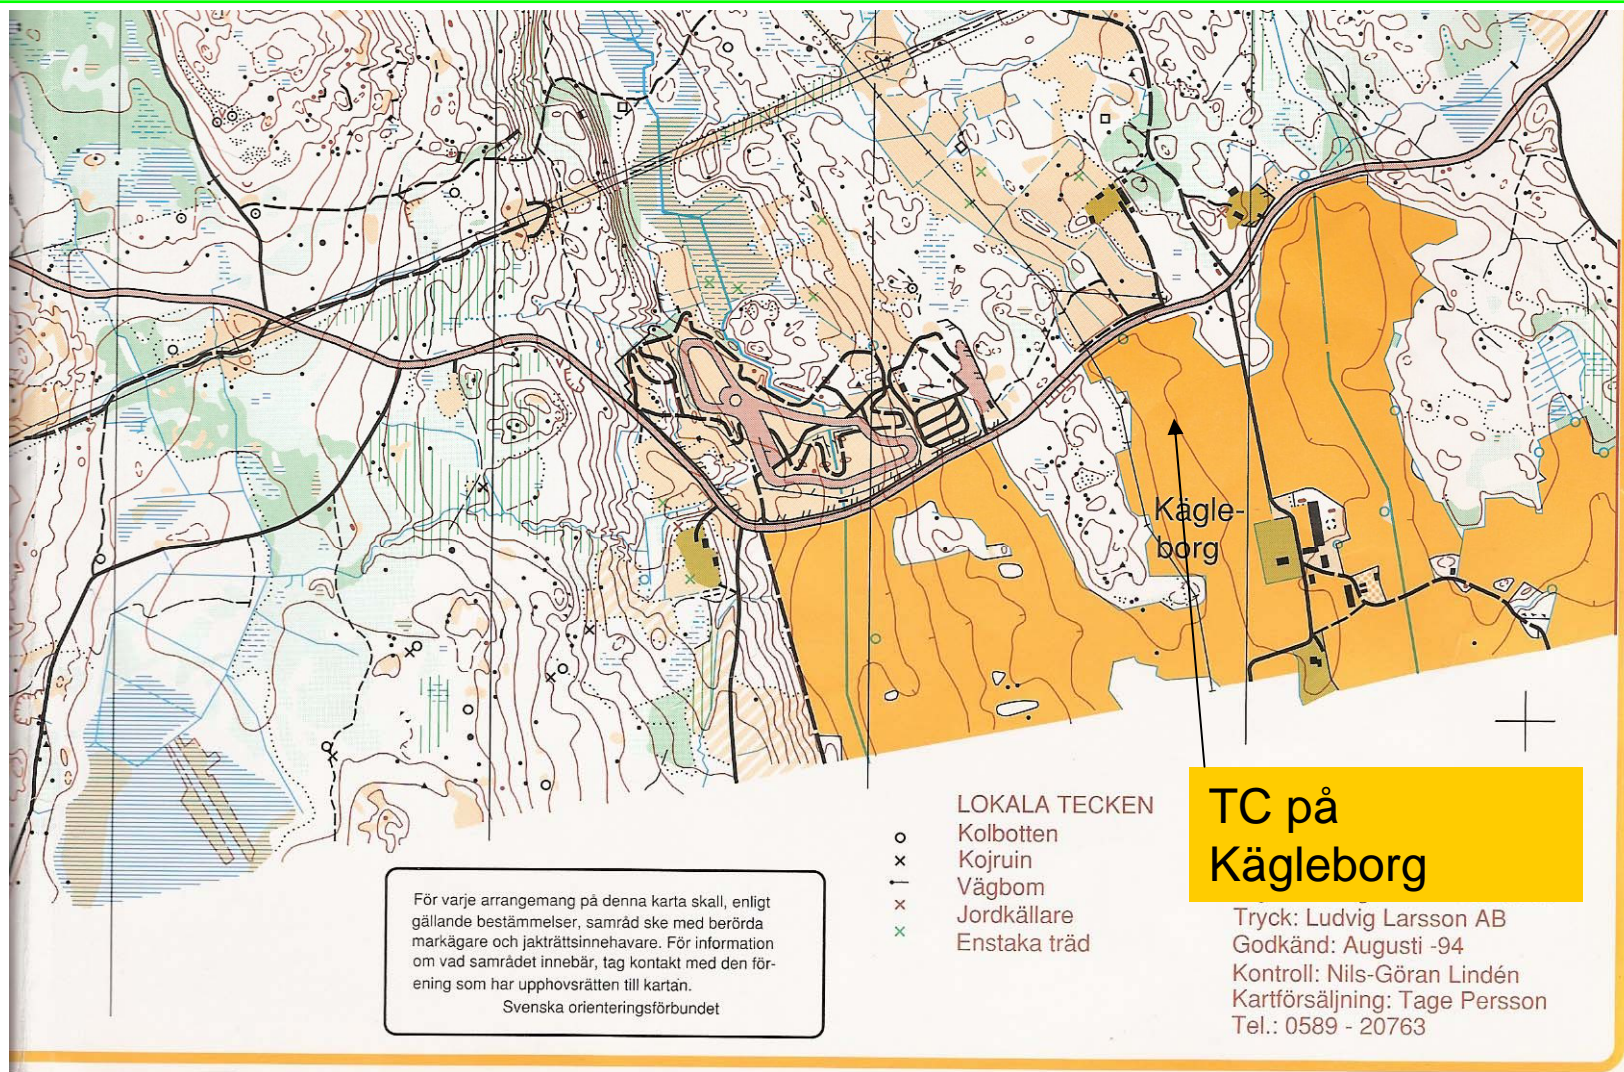 Kägle-
borg
TC på
Kägleborg
LOKALA TECKEN
Kolbotten
Kojruin
Vägbom
Jordkällare
Enstaka träd
Tryck: Ludvig Larsson AB
Godkänd: Augusti -94
Kontroll: Nils-Göran Lindén
Kartförsäljning: Tage Persson
Tel.: 0589 - 20763
För varje arrangemang på denna karta skall, enligt
gällande bestämmelser, samråd ske med berörda
markägare och jakträttsinnehavare. För information
om vad samrådet innebär, tag kontakt med den för-
ening som har upphovsrätten till kartan.
Svenska orienteringsförbundet